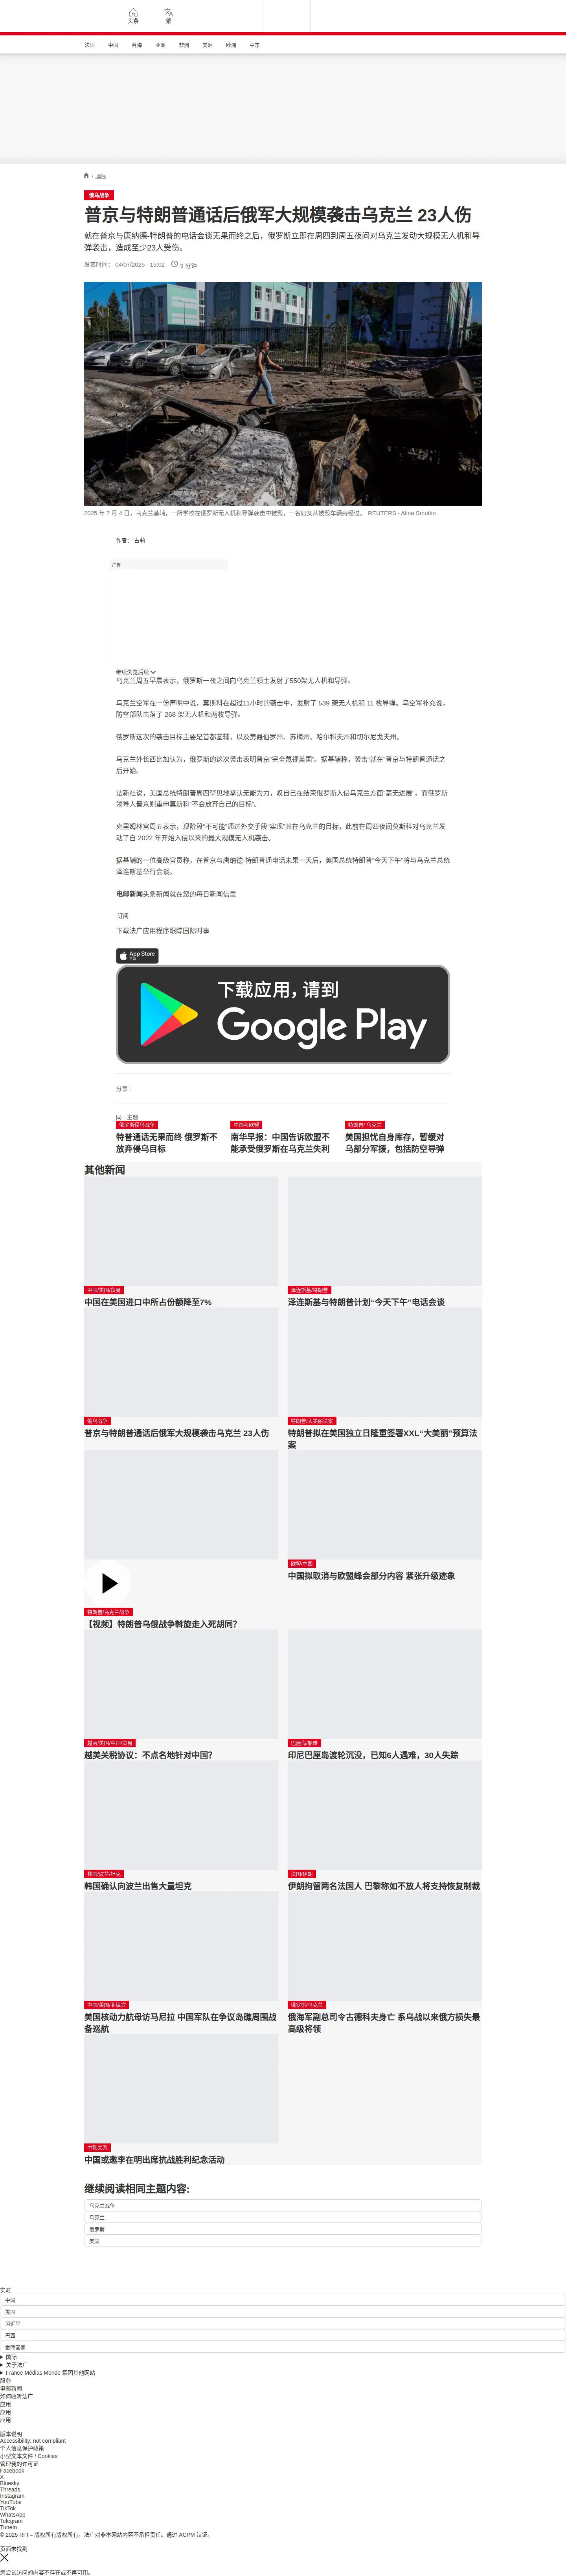 头条
繁
法国
中国
台海
亚洲
非洲
美洲
欧洲
中东
/ 国际
俄乌战争
普京与特朗普通话后俄军大规模袭击乌克兰 23人伤
就在普京与唐纳德-特朗普的电话会谈无果而终之后，俄罗斯立即在周四到周五夜间对乌克兰发动大规模无人机和导
弹袭击，造成至少23人受伤。
发表时间： 04/07/2025 - 15:02
3 分钟
2025 年 7 月 4 日，乌克兰基辅，一所学校在俄罗斯无人机和导弹袭击中被毁，一名妇女从被毁车辆旁经过。 REUTERS - Alina Smutko
作者： 古莉
广告
继续浏览后续
乌克兰周五早晨表示，俄罗斯一夜之间向乌克兰领土发射了550架无人机和导弹。
乌克兰空军在一份声明中说，莫斯科在超过11小时的袭击中，发射了 539 架无人机和 11 枚导弹。乌空军补充说，
防空部队击落了 268 架无人机和两枚导弹。
俄罗斯这次的袭击目标主要是首都基辅，以及第聂伯罗州、苏梅州、哈尔科夫州和切尔尼戈夫州。
乌克兰外长西比加认为，俄罗斯的这次袭击表明普京“完全蔑视美国”。据基辅称，袭击“就在”普京与特朗普通话之
后开始。
法新社说，美国总统特朗普周四罕见地承认无能为力，叹自己在结束俄罗斯入侵乌克兰方面“毫无进展”，而俄罗斯
领导人普京则重申莫斯科“不会放弃自己的目标”。
克里姆林宫周五表示，现阶段“不可能”通过外交手段“实现”其在乌克兰的目标，此前在周四夜间莫斯科对乌克兰发
动了自 2022 年开始入侵以来的最大规模无人机袭击。
据基辅的一位高级官员称，在普京与唐纳德-特朗普通电话未果一天后，美国总统特朗普“今天下午”将与乌克兰总统
泽连斯基举行会谈。
电邮新闻头条新闻就在您的每日新闻信里
订阅
下载法广应用程序跟踪国际时事
App Store
下载
下载应用，请到
Google Play
分享 :
同一主题
俄罗斯侵乌战争
特普通话无果而终 俄罗斯不
放弃侵乌目标
中国与欧盟
南华早报：中国告诉欧盟不
能承受俄罗斯在乌克兰失利
特朗普/ 乌克兰
美国担忧自身库存，暂缓对
乌部分军援，包括防空导弹
其他新闻
中国/美国/贸易
中国在美国进口中所占份额降至7%
泽连斯基/特朗普
泽连斯基与特朗普计划“今天下午”电话会谈
俄乌战争
普京与特朗普通话后俄军大规模袭击乌克兰 23人伤
特朗普/大美丽法案
特朗普拟在美国独立日隆重签署XXL“大美丽”预算法
案
特朗普/乌克兰战争
【视频】特朗普乌俄战争斡旋走入死胡同？
欧盟/中国
中国拟取消与欧盟峰会部分内容 紧张升级迹象
越南/美国/中国/贸易
越美关税协议：不点名地针对中国？
巴厘岛/船难
印尼巴厘岛渡轮沉没，已知6人遇难，30人失踪
韩国/波兰/坦克
韩国确认向波兰出售大量坦克
法国/伊朗
伊朗拘留两名法国人 巴黎称如不放人将支持恢复制裁
中国/美国/菲律宾
美国核动力航母访马尼拉 中国军队在争议岛礁周围战
备巡航
俄罗斯/乌克兰
俄海军副总司令古德科夫身亡 系乌战以来俄方损失最
高级将领
中韩关系
中国或邀李在明出席抗战胜利纪念活动
继续阅读相同主题内容:
乌克兰战争
乌克兰
俄罗斯
美国
实时
中国
美国
习近平
巴西
金砖国家
国际
关于法广
France Médias Monde 集团其他网站
服务
电邮新闻
如何收听法广
应用
应用
应用
版本说明
Accessibility: not compliant
个人信息保护政策
小型文本文件 / Cookies
管理我的许可证
Facebook
X
Bluesky
Threads
Instagram
YouTube
TikTok
WhatsApp
Telegram
TuneIn
© 2025 RFI – 版权所有版权所有。法广对非本网站内容不承担责任。通过 ACPM 认证。
页面未找到
您尝试访问的内容不存在或不再可用。